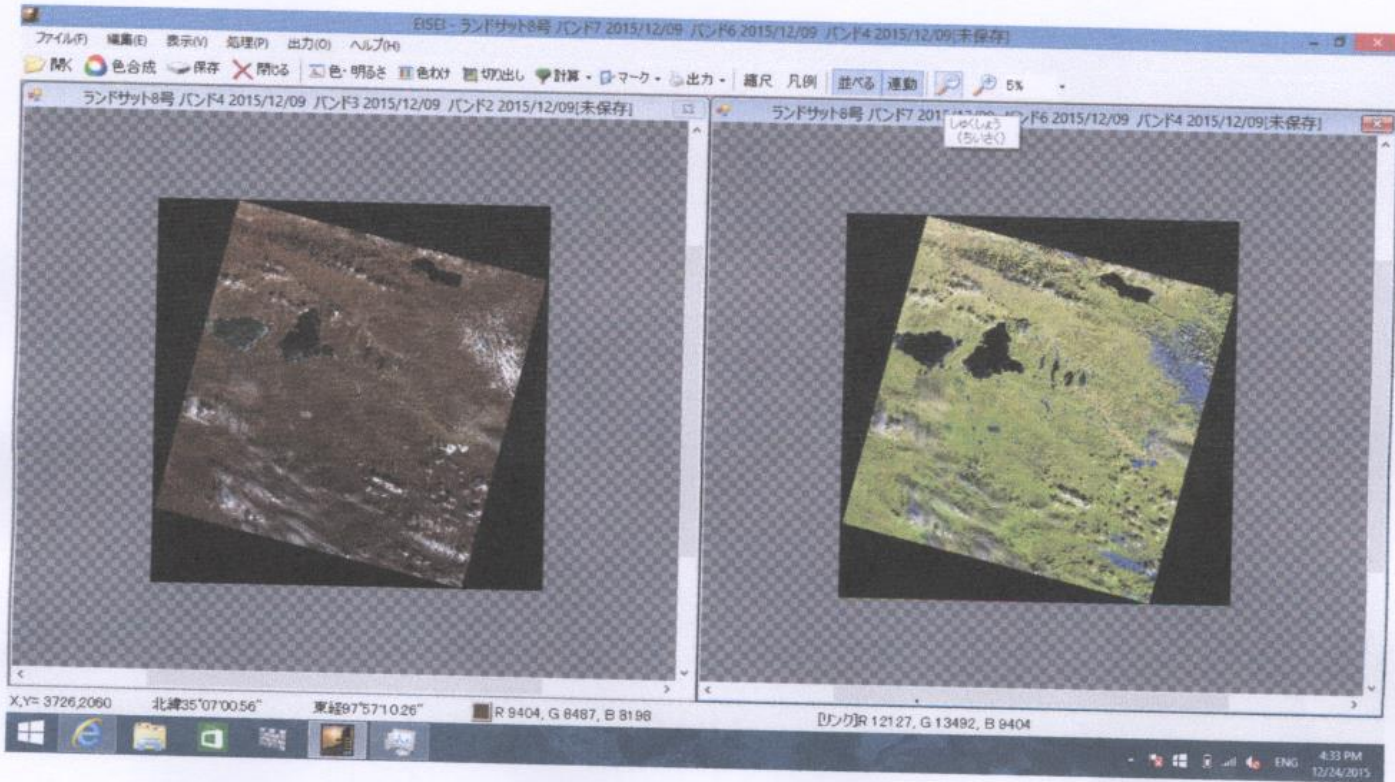 EISEI - ランドサット8号 バンド7 2015/12/09 バンド6 2015/12/09 バンド4 2015/12/09[未保存]
ファイル(F) 編集(E) 表示(V) 処理(P) 出力(O) ヘルプ(H)
開く 色合成 保存 閉じる 色・明るさ 色わけ 切り出し 計算 マーク 出力 縮尺 凡例 並べる 連動 5%
ランドサット8号 バンド4 2015/12/09 バンド3 2015/12/09 バンド2 2015/12/09[未保存]
ランドサット8号 バンド7 2015/12/09 バンド6 2015/12/09 バンド4 2015/12/09[未保存]
しゅくしょう
(ちいさく)
X,Y= 3726,2060 北緯35°07'00.56" 東経97°57'10.26" R 9404, G 8487, B 8198
[リンク]R 12127, G 13492, B 9404
ENG 4:33 PM
12/24/2015